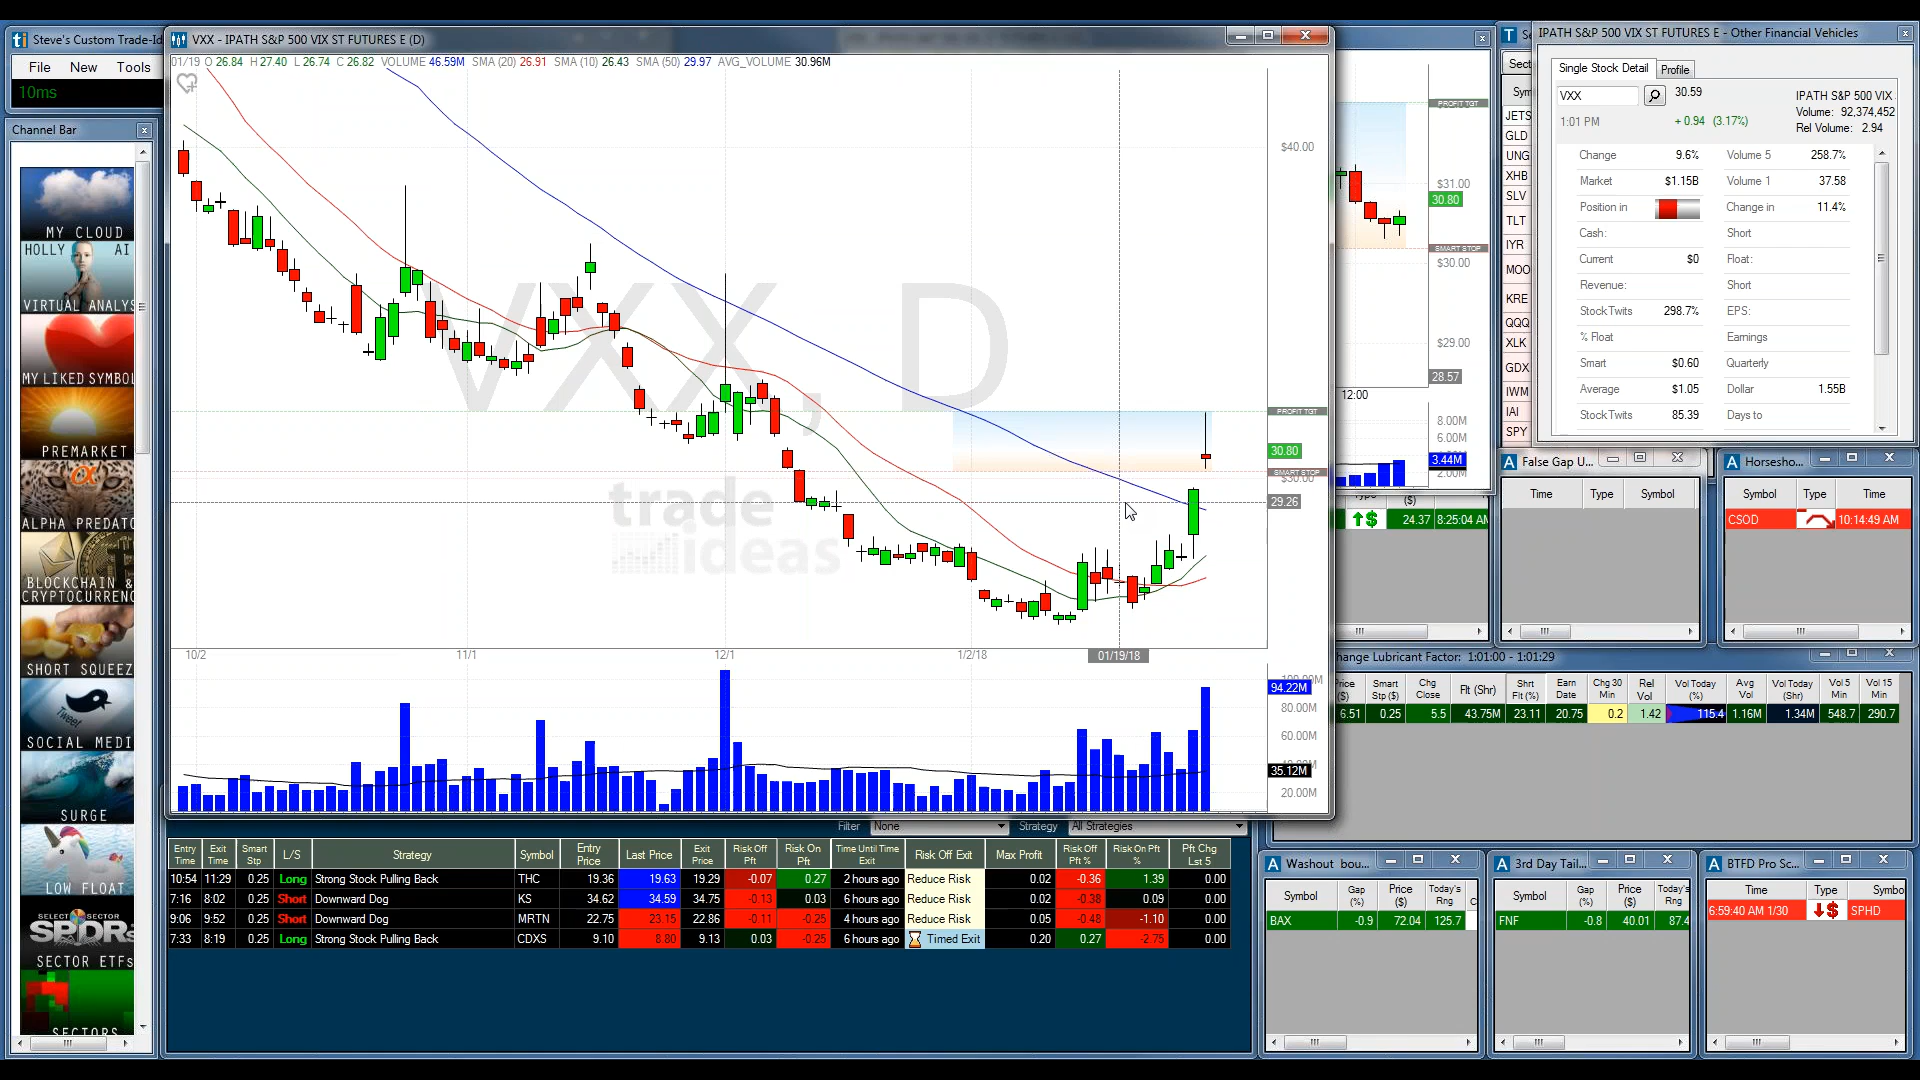 Steve's Custom Trade-Id
File New Tools
10ms
Channel Bar
MY CLOUD
HOLLY AI
VIRTUAL ANALYS
MY LIKED SYMBOL
PREMARKET
ALPHA PREDATO
BLOCKCHAIN &
CRYPTOCURRENC
SHORT SQUEEZ
Tweet
SOCIAL MEDI
SURGE
LOW FLOAT
SELECT SECTOR
SPDRs
SECTOR ETFs
SECTORS
VXX - IPATH S&P 500 VIX ST FUTURES E (D)
01/19 O 26.84 H 27.40 L 26.74 C 26.82 VOLUME 46.59M SMA (20) 26.91 SMA (10) 26.43 SMA (50) 29.97 AVG_VOLUME 30.96M
VXX, D
trade
ideas
$40.00
PROFIT TGT
30.80
SMART STOP
$30.00
29.26
10/2 11/1 12/1 1/2/18 01/19/18
94.22M
80.00M
60.00M
35.12M
20.00M
PROFIT TGT
$31.00
30.80
SMART STOP
$30.00
$29.00
28.57
12:00
8.00M
6.00M
3.44M
2.00M
($)
24.37 8:25:04 AM
Sect
Sym
JETS
GLD
UNG
XHB
SLV
TLT
IYR
MOO
KRE
QQQ
XLK
GDX
IWM
IAI
SPY
IPATH S&P 500 VIX ST FUTURES E - Other Financial Vehicles
Single Stock Detail Profile
VXX 30.59 IPATH S&P 500 VIX
Volume: 92,374,452
1:01 PM + 0.94 (3.17%) Rel Volume: 2.94
Change 9.6% Volume 5 258.7%
Market $1.15B Volume 1 37.58
Position in Change in 11.4%
Cash: Short
Current $0 Float:
Revenue: Short
StockTwits 298.7% EPS:
% Float Earnings
Smart $0.60 Quarterly
Average $1.05 Dollar 1.55B
StockTwits 85.39 Days to
False Gap U...
Time Type Symbol
Horsesho...
Symbol Type Time
CSOD 10:14:49 AM
hange Lubricant Factor: 1:01:00 - 1:01:29
Price ($) Smart Stp ($) Chg Close Flt (Shr) Shrt Flt (%) Earn Date Chg 30 Min Rel Vol Vol Today (%) Avg Vol Vol Today (Shr) Vol 5 Min Vol 15 Min
6.51 0.25 5.5 43.75M 23.11 20.75 0.2 1.42 115.4 1.16M 1.34M 548.7 290.7
Filter None Strategy All Strategies
Entry Time Exit Time Smart Stp L/S Strategy Symbol Entry Price Last Price Exit Price Risk Off Pft Risk On Pft Time Until Time Exit Risk Off Exit Max Profit Risk Off Pft % Risk On Pft % Pft Chg Lst 5
10:54 11:29 0.25 Long Strong Stock Pulling Back THC 19.36 19.63 19.29 -0.07 0.27 2 hours ago Reduce Risk 0.02 -0.36 1.39 0.00
7:16 8:02 0.25 Short Downward Dog KS 34.62 34.59 34.75 -0.13 0.03 6 hours ago Reduce Risk 0.02 -0.38 0.09 0.00
9:06 9:52 0.25 Short Downward Dog MRTN 22.75 23.15 22.86 -0.11 -0.25 4 hours ago Reduce Risk 0.05 -0.48 -1.10 0.00
7:33 8:19 0.25 Long Strong Stock Pulling Back CDXS 9.10 8.80 9.13 0.03 -0.25 6 hours ago Timed Exit 0.20 0.27 -2.75 0.00
Washout bou...
Symbol Gap (%) Price ($) Today's Rng C
BAX -0.9 72.04 125.7
3rd Day Tail...
Symbol Gap (%) Price ($) Today's Rng
FNF -0.8 40.01 87.4
BTFD Pro Sc...
Time Type Symbo
6:59:40 AM 1/30 SPHD